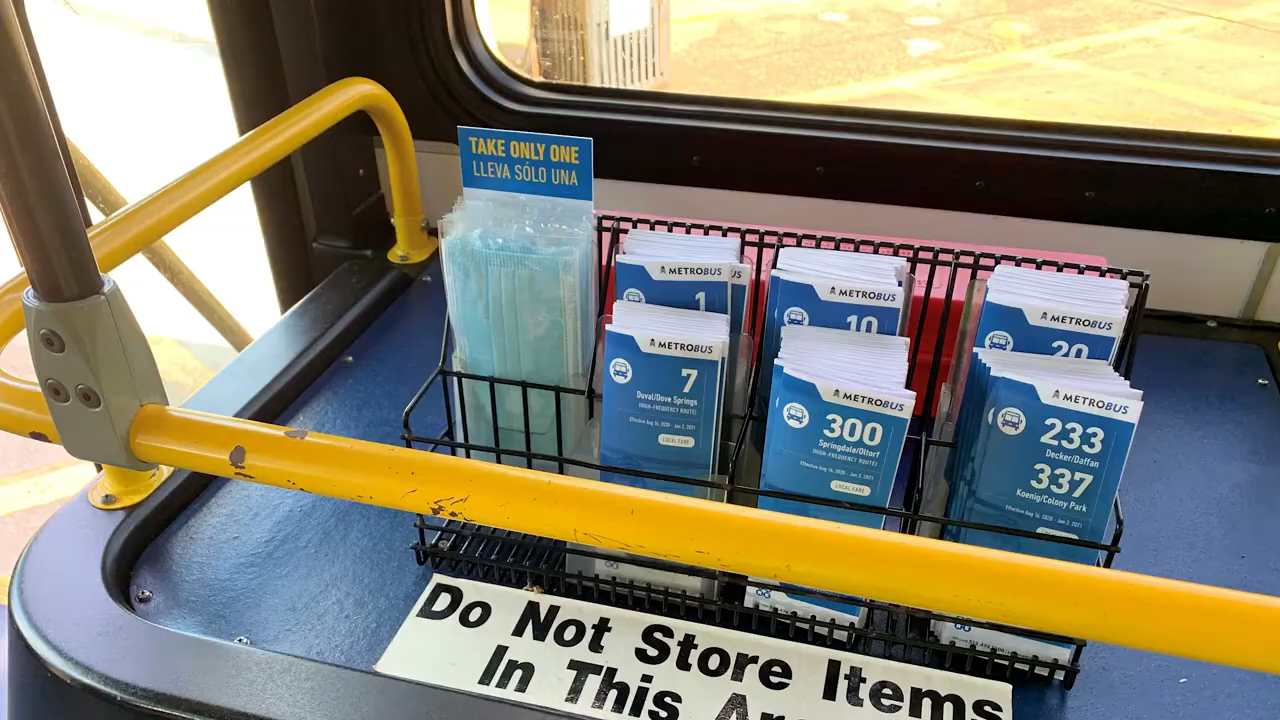 TAKE ONLY ONE
LLEVA SÓLO UNA
METROBUS
1
METROBUS
10
METROBUS
20
METROBUS
7
Duval/Dove Springs
(HIGH-FREQUENCY ROUTE)
Effective Aug 16, 2020 - Jan 2, 2021
LOCAL FARE
METROBUS
300
Springdale/Oltorf
(HIGH-FREQUENCY ROUTE)
Effective Aug 16, 2020 - Jan 2, 2021
LOCAL FARE
METROBUS
233
Decker/Daffan
337
Koenig/Colony Park
Effective Aug 16, 2020 - Jan 2, 2021
Do Not Store Items
In This